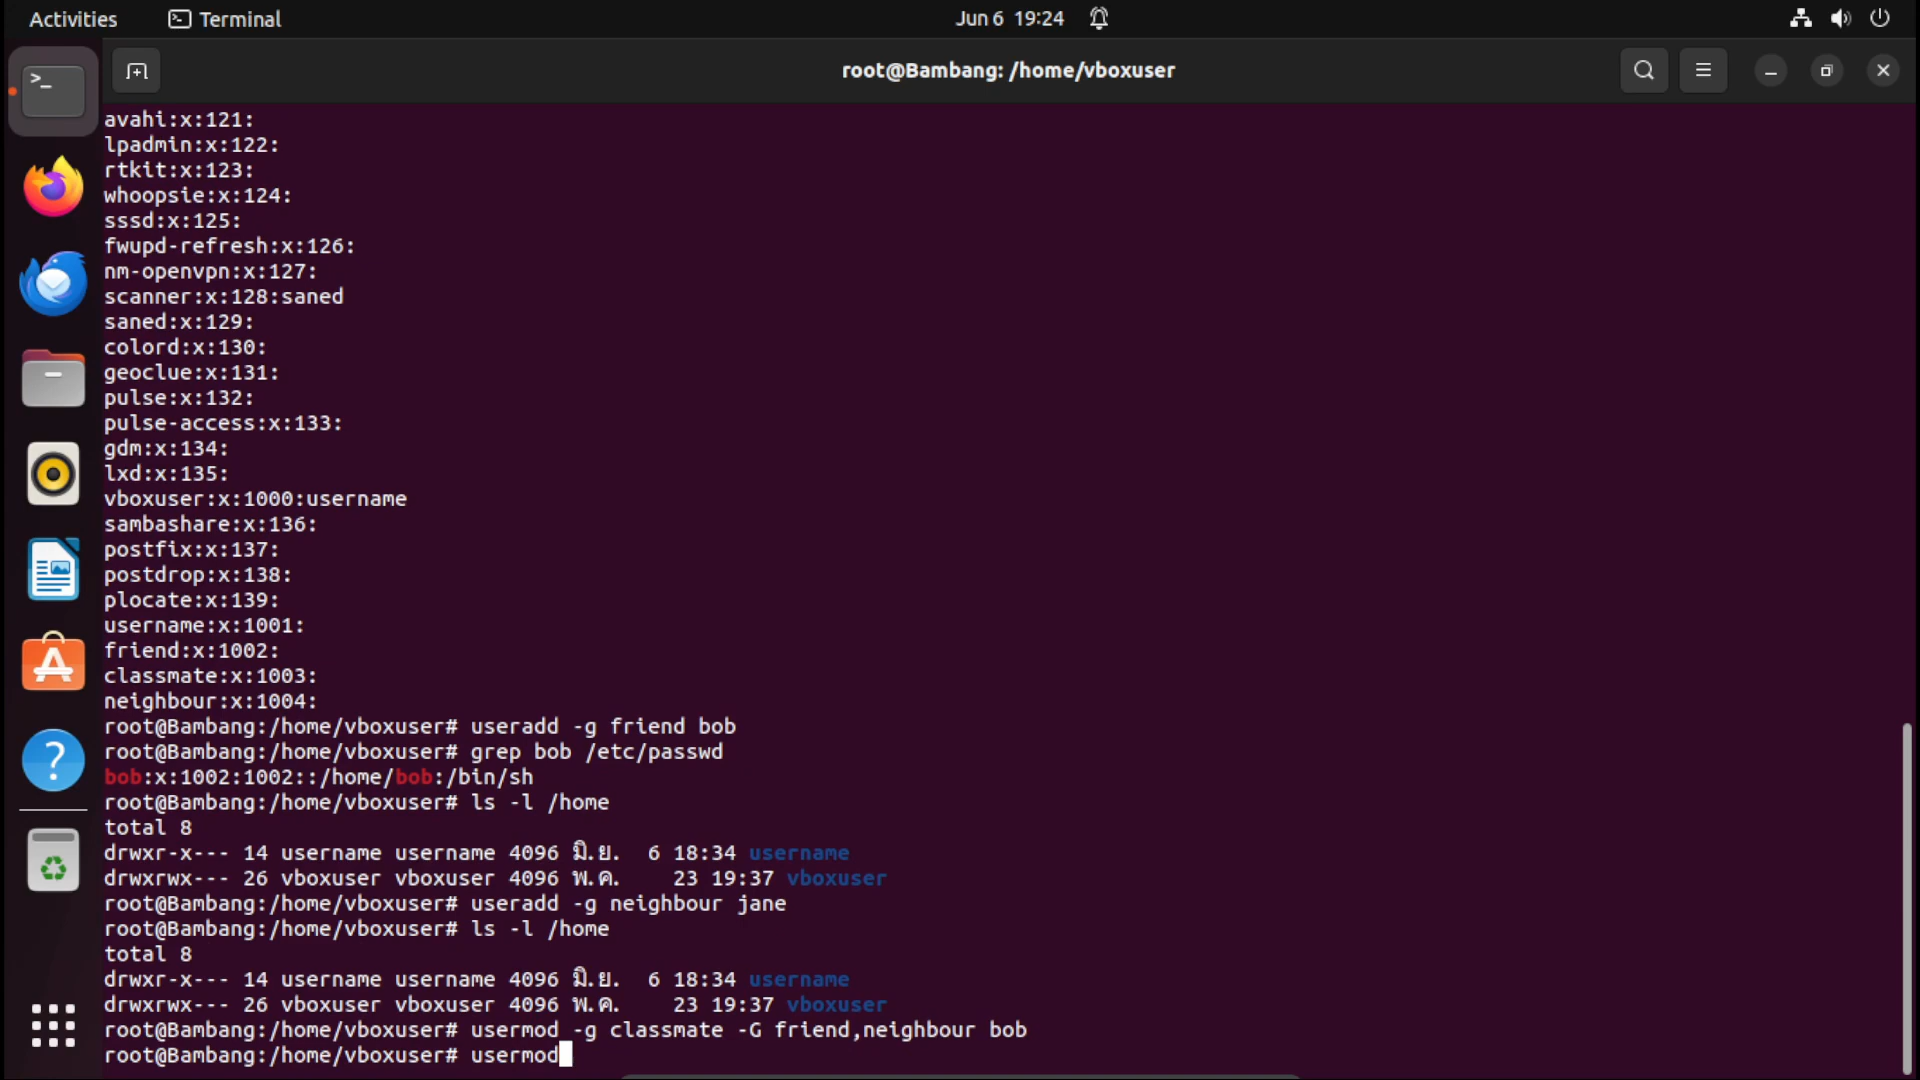 Activities Terminal Jun 6 19:24
root@Bambang: /home/vboxuser
avahi:x:121:
lpadmin:x:122:
rtkit:x:123:
whoopsie:x:124:
sssd:x:125:
fwupd-refresh:x:126:
nm-openvpn:x:127:
scanner:x:128:saned
saned:x:129:
colord:x:130:
geoclue:x:131:
pulse:x:132:
pulse-access:x:133:
gdm:x:134:
lxd:x:135:
vboxuser:x:1000:username
sambashare:x:136:
postfix:x:137:
postdrop:x:138:
plocate:x:139:
username:x:1001:
friend:x:1002:
classmate:x:1003:
neighbour:x:1004:
root@Bambang:/home/vboxuser# useradd -g friend bob
root@Bambang:/home/vboxuser# grep bob /etc/passwd
bob:x:1002:1002::/home/bob:/bin/sh
root@Bambang:/home/vboxuser# ls -l /home
total 8
drwxr-x--- 14 username username 4096 มิ.ย.  6 18:34 username
drwxrwx--- 26 vboxuser vboxuser 4096 พ.ค.  23 19:37 vboxuser
root@Bambang:/home/vboxuser# useradd -g neighbour jane
root@Bambang:/home/vboxuser# ls -l /home
total 8
drwxr-x--- 14 username username 4096 มิ.ย.  6 18:34 username
drwxrwx--- 26 vboxuser vboxuser 4096 พ.ค.  23 19:37 vboxuser
root@Bambang:/home/vboxuser# usermod -g classmate -G friend,neighbour bob
root@Bambang:/home/vboxuser# usermod